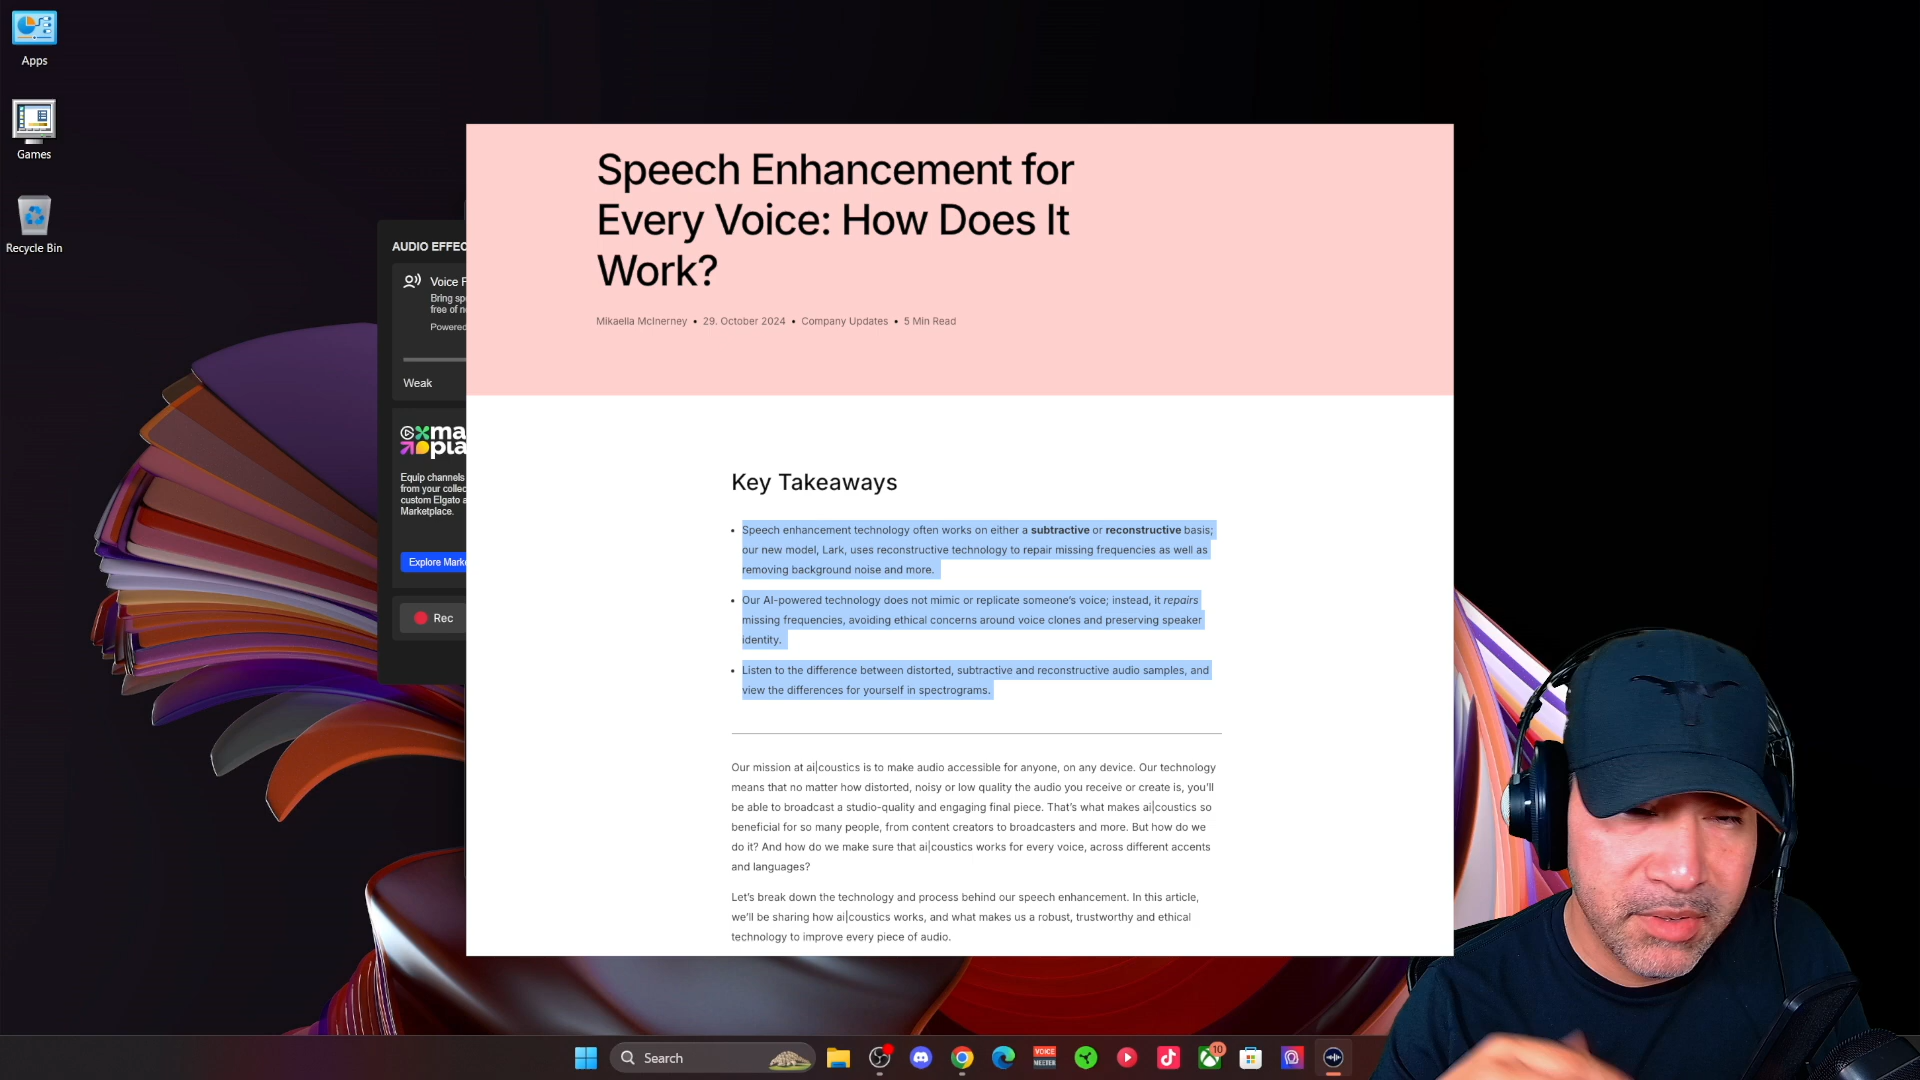 Apps
Games
Recycle Bin
AUDIO EFFEC
Voice F
Bring sp
free of n
Powered
Weak
ma
pla
Equip channels
from your collec
custom Elgato a
Marketplace.
Explore Mark
Rec
Speech Enhancement for
Every Voice: How Does It
Work?
Mikaella McInerney • 29. October 2024 • Company Updates • 5 Min Read
Key Takeaways
• Speech enhancement technology often works on either a subtractive or reconstructive basis;
our new model, Lark, uses reconstructive technology to repair missing frequencies as well as
removing background noise and more.
• Our AI-powered technology does not mimic or replicate someone's voice; instead, it repairs
missing frequencies, avoiding ethical concerns around voice clones and preserving speaker
identity.
• Listen to the difference between distorted, subtractive and reconstructive audio samples, and
view the differences for yourself in spectrograms.
Our mission at ai|coustics is to make audio accessible for anyone, on any device. Our technology
means that no matter how distorted, noisy or low quality the audio you receive or create is, you'll
be able to broadcast a studio-quality and engaging final piece. That's what makes ai|coustics so
beneficial for so many people, from content creators to broadcasters and more. But how do we
do it? And how do we make sure that ai|coustics works for every voice, across different accents
and languages?
Let's break down the technology and process behind our speech enhancement. In this article,
we'll be sharing how ai|coustics works, and what makes us a robust, trustworthy and ethical
technology to improve every piece of audio.
Search
VOICE
MEETER
10